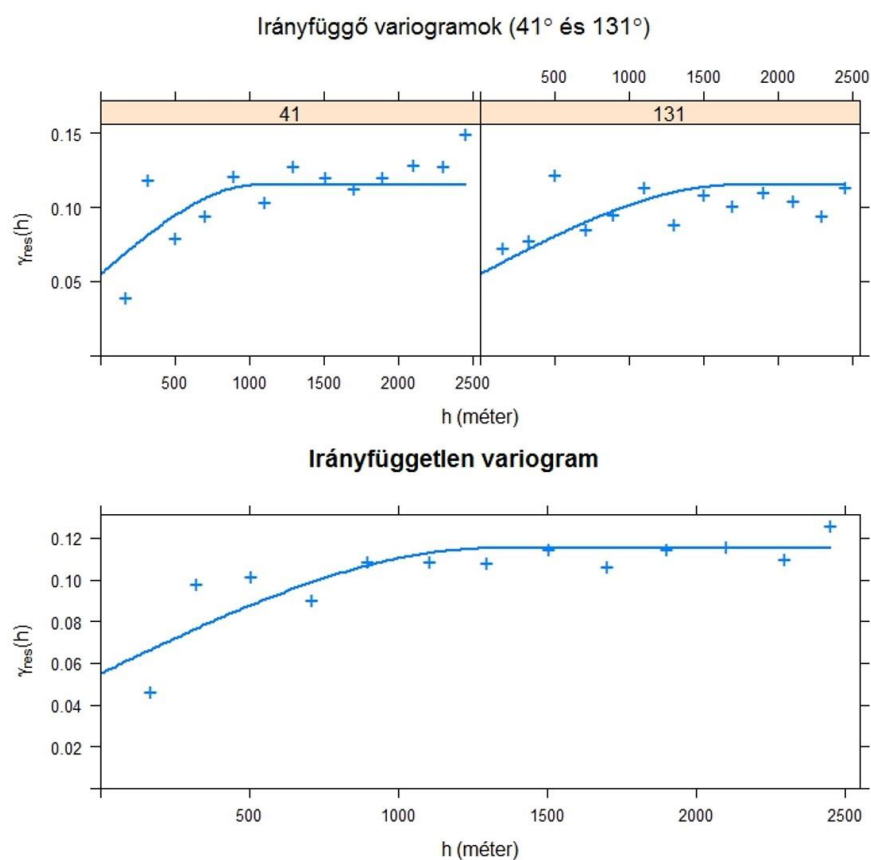 Irányfüggő variogramok (41° és 131°)
500 1000 1500 2000 2500
41 131
0.15
0.10
0.05
γres(h)
500 1000 1500 2000 2500
h (méter)
Irányfüggetlen variogram
0.12
0.10
0.08
0.06
0.04
0.02
γres(h)
500 1000 1500 2000 2500
h (méter)